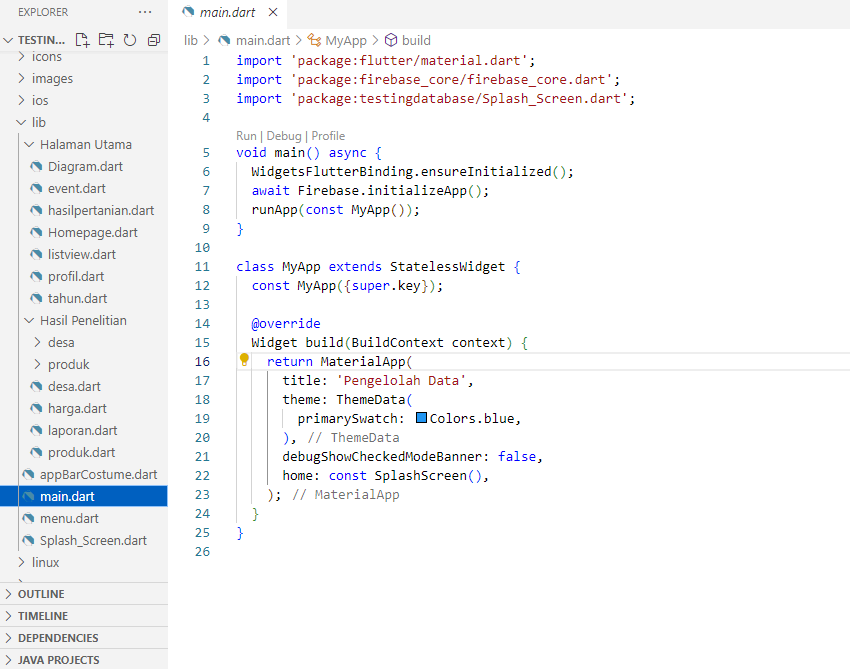 EXPLORER
TESTIN...
icons
images
ios
lib
Halaman Utama
Diagram.dart
event.dart
hasilpertanian.dart
Homepage.dart
listview.dart
profil.dart
tahun.dart
Hasil Penelitian
desa
produk
desa.dart
harga.dart
laporan.dart
produk.dart
appBarCostume.dart
main.dart
menu.dart
Splash_Screen.dart
linux
OUTLINE
TIMELINE
DEPENDENCIES
JAVA PROJECTS
main.dart
lib > main.dart > MyApp > build
1 import 'package:flutter/material.dart';
2 import 'package:firebase_core/firebase_core.dart';
3 import 'package:testingdatabase/Splash_Screen.dart';
4
Run | Debug | Profile
5 void main() async {
6 WidgetsFlutterBinding.ensureInitialized();
7 await Firebase.initializeApp();
8 runApp(const MyApp());
9 }
10
11 class MyApp extends StatelessWidget {
12 const MyApp({super.key});
13
14 @override
15 Widget build(BuildContext context) {
16 return MaterialApp(
17 title: 'Pengelolah Data',
18 theme: ThemeData(
19 primarySwatch: Colors.blue,
20 ), // ThemeData
21 debugShowCheckedModeBanner: false,
22 home: const SplashScreen(),
23 ); // MaterialApp
24 }
25 }
26